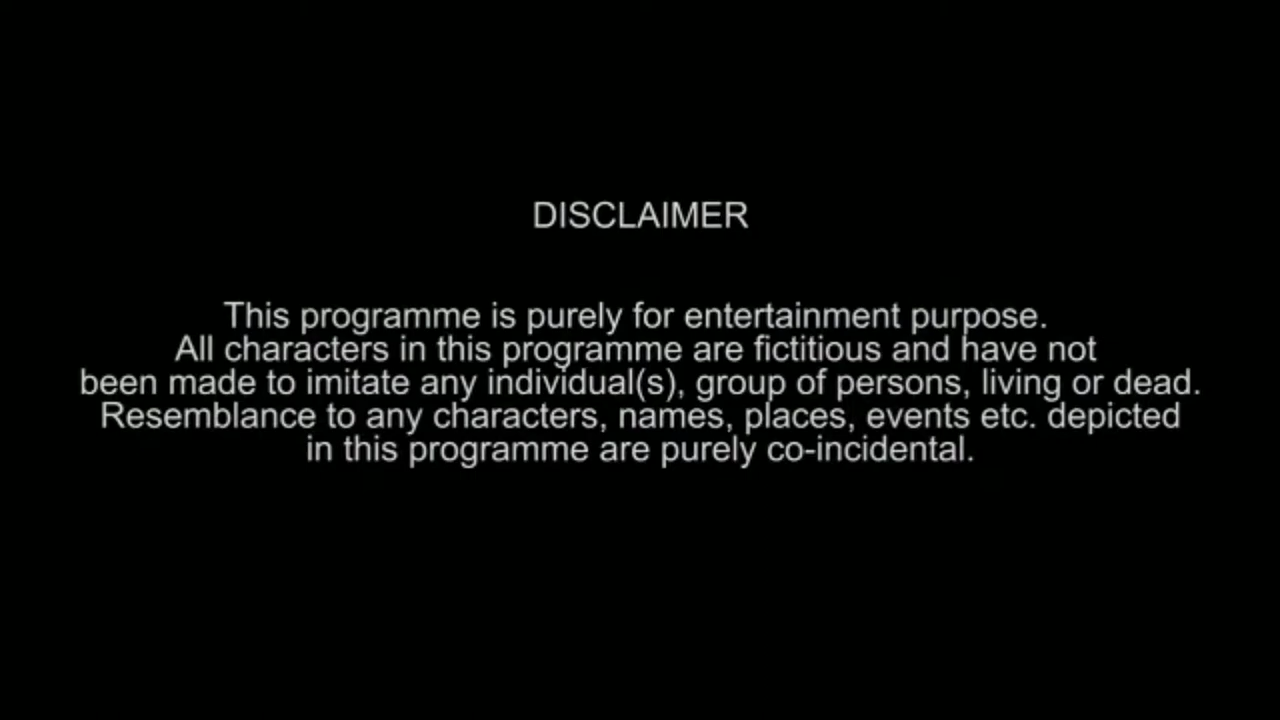 DISCLAIMER
This programme is purely for entertainment purpose.
All characters in this programme are fictitious and have not
been made to imitate any individual(s), group of persons, living or dead.
Resemblance to any characters, names, places, events etc. depicted
in this programme are purely co-incidental.